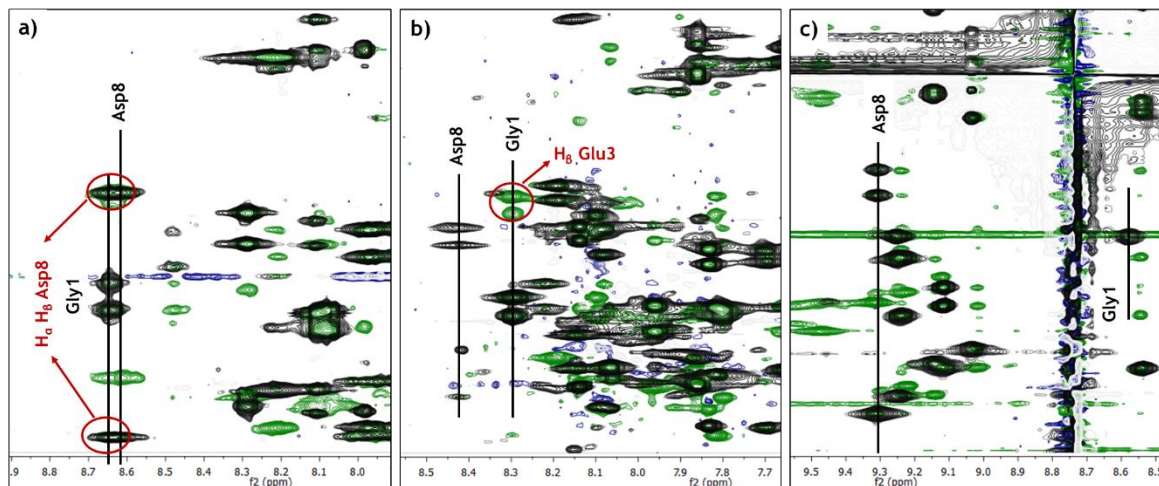 a)
Asp8
Gly1
Hα Hβ Asp8
8.9 8.8 8.7 8.6 8.5 8.4 8.3 8.2 8.1 8.0
f2 (ppm)
b)
Asp8
Gly1
Hβ Glu3
8.5 8.4 8.3 8.2 8.1 8.0 7.9 7.8 7.7
f2 (ppm)
c)
Asp8
Gly1
9.5 9.4 9.3 9.2 9.1 9.0 8.9 8.8 8.7 8.6 8.5
f2 (ppm)